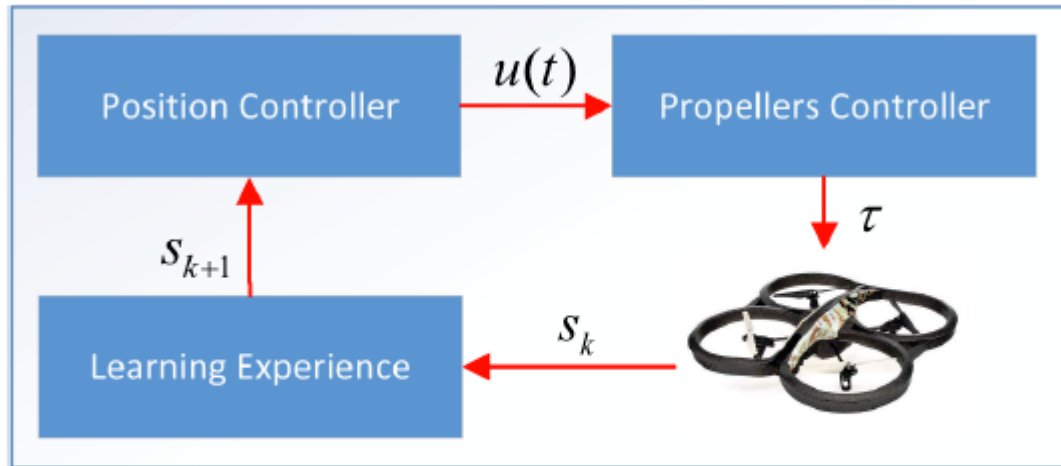 Position Controller
u(t)
Propellers Controller
τ
s_{k+1}
s_k
Learning Experience